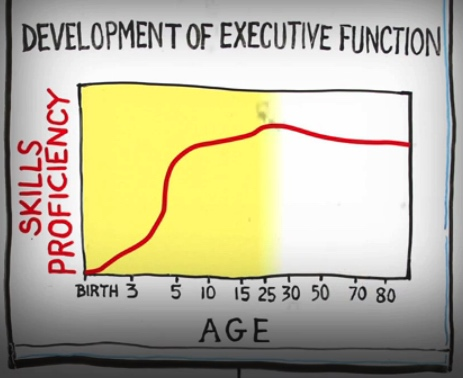 DEVELOPMENT OF EXECUTIVE FUNCTION
SKILLS
PROFICIENCY
BIRTH 3 5 10 15 25 30 50 70 80
AGE